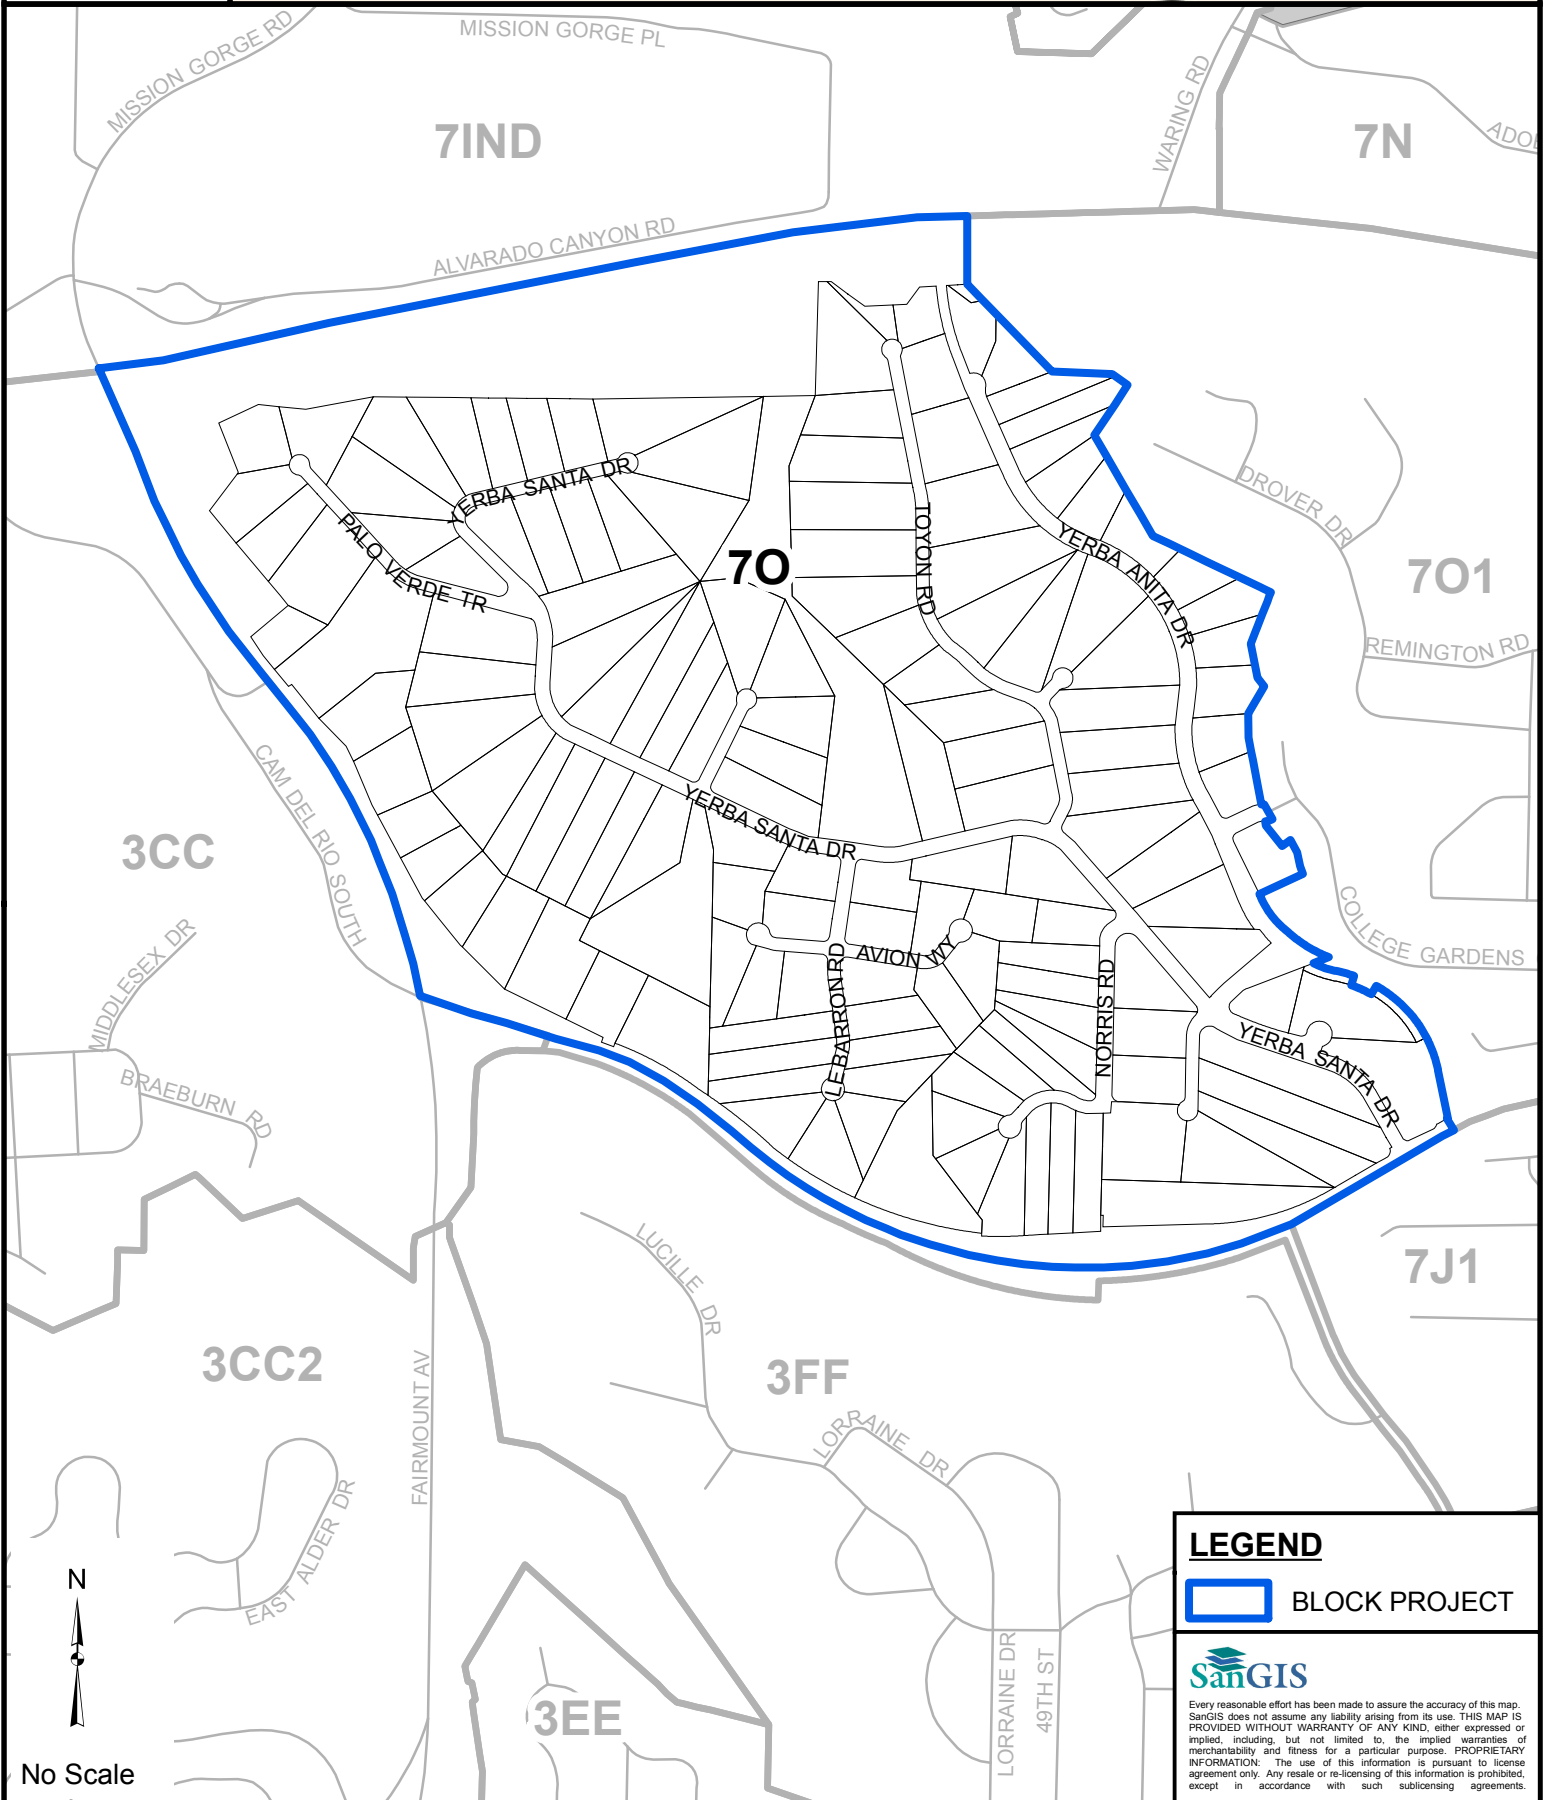 MISSION GORGE RD
MISSION GORGE PL
WARING RD
7IND
7N
ALVARADO CANYON RD
YERBA SANTA DR
PALO VERDE TR
7O
TOYON RD
YERBA ANITA DR
DROVER DR
7O1
REMINGTON RD
CAM DEL RIO SOUTH
3CC
YERBA SANTA DR
COLLEGE GARDENS
MIDDLESEX DR
AVION WY
LE BARRON RD
NORRIS RD
YERBA SANTA DR
BRAEBURN RD
LUCILLE DR
7J1
3CC2
FAIRMOUNT AV
3FF
LORRAINE DR
EAST ALDER DR
N
LORRAINE DR
49TH ST
3EE
No Scale
LEGEND
BLOCK PROJECT
SanGIS
Every reasonable effort has been made to assure the accuracy of this map.
SanGIS does not assume any liability arising from its use. THIS MAP IS
PROVIDED WITHOUT WARRANTY OF ANY KIND, either expressed or
implied, including, but not limited to, the implied warranties of
merchantability and fitness for a particular purpose. PROPRIETARY
INFORMATION: The use of this information is pursuant to license
agreement only. Any resale or re-licensing of this information is prohibited,
except in accordance with such sublicensing agreements.